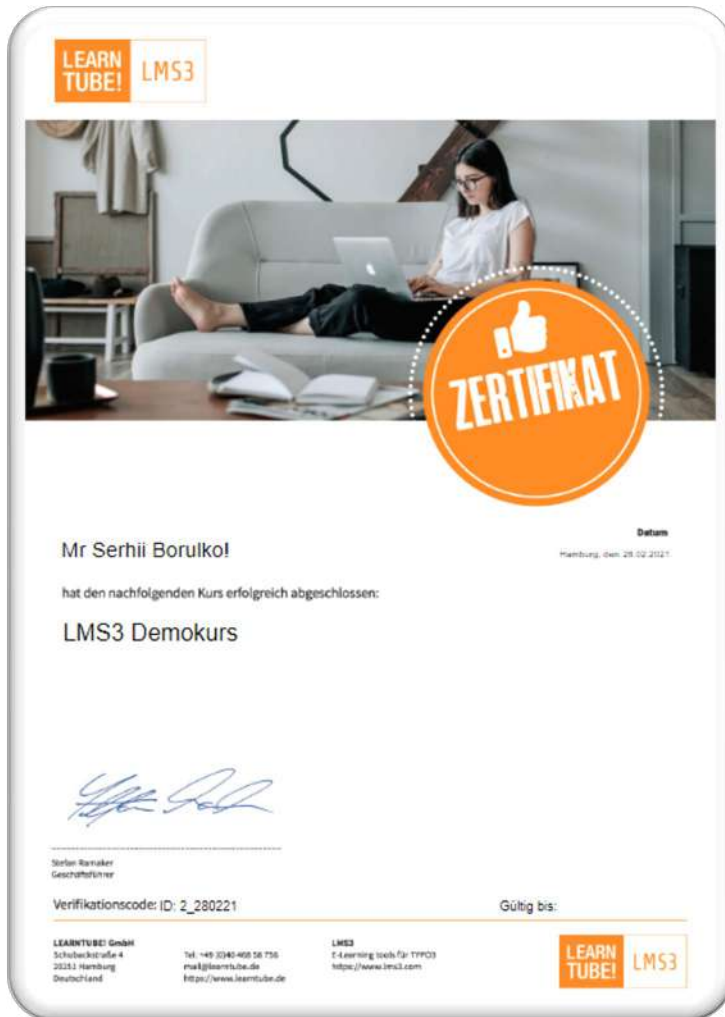 LEARN
TUBE!
LMS3
ZERTIFIKAT
Datum
Hamburg, den 28.02.2021
Mr Serhii Borulko!
hat den nachfolgenden Kurs erfolgreich abgeschlossen:
LMS3 Demokurs
Stefan Ramaker
Geschäftsführer
Verifikationscode: ID: 2_280221
Gültig bis:
LEARNTUBE! GmbH
Schobeckstraße 4
20251 Hamburg
Deutschland
Tel. +49 (0)40 468 58 756
mail@learntube.de
https://www.learntube.de
LMS3
E-Learning tools für TYPO3
https://www.lms3.com
LEARN
TUBE!
LMS3